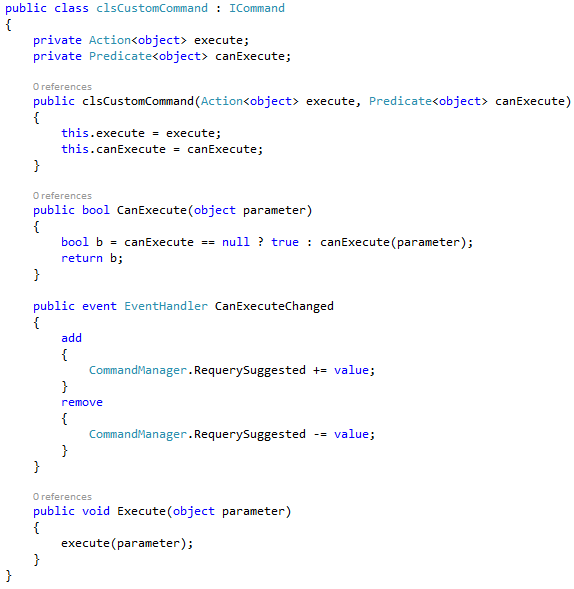 public class clsCustomCommand : ICommand
{
    private Action<object> execute;
    private Predicate<object> canExecute;

    0 references
    public clsCustomCommand(Action<object> execute, Predicate<object> canExecute)
    {
        this.execute = execute;
        this.canExecute = canExecute;
    }

    0 references
    public bool CanExecute(object parameter)
    {
        bool b = canExecute == null ? true : canExecute(parameter);
        return b;
    }

    public event EventHandler CanExecuteChanged
    {
        add
        {
            CommandManager.RequerySuggested += value;
        }
        remove
        {
            CommandManager.RequerySuggested -= value;
        }
    }

    0 references
    public void Execute(object parameter)
    {
        execute(parameter);
    }
}